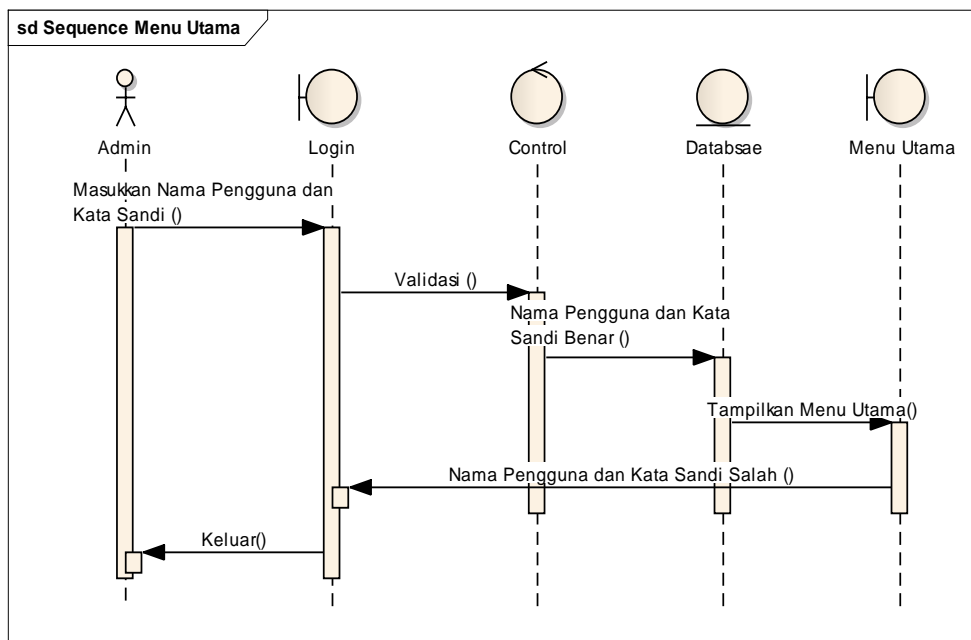 sd Sequence Menu Utama
Admin
Login
Control
Databsae
Menu Utama
Masukkan Nama Pengguna dan
Kata Sandi ()
Validasi ()
Nama Pengguna dan Kata
Sandi Benar ()
Tampilkan Menu Utama()
Nama Pengguna dan Kata Sandi Salah ()
Keluar()